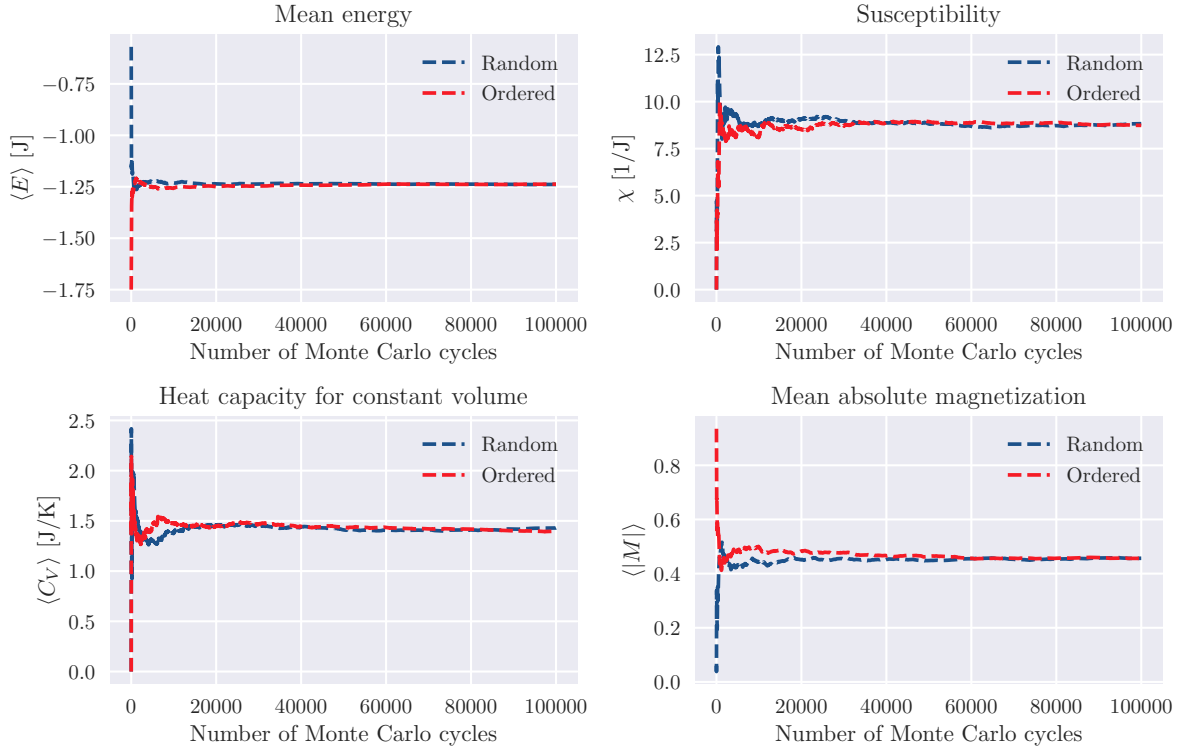 Mean energy
⟨E⟩ [J]
−0.75
−1.00
−1.25
−1.50
−1.75
Random
Ordered
0 20000 40000 60000 80000 100000
Number of Monte Carlo cycles
Susceptibility
χ [1/J]
12.5
10.0
7.5
5.0
2.5
0.0
Random
Ordered
0 20000 40000 60000 80000 100000
Number of Monte Carlo cycles
Heat capacity for constant volume
⟨C_V⟩ [J/K]
2.5
2.0
1.5
1.0
0.5
0.0
Random
Ordered
0 20000 40000 60000 80000 100000
Number of Monte Carlo cycles
Mean absolute magnetization
⟨|M|⟩
0.8
0.6
0.4
0.2
0.0
Random
Ordered
0 20000 40000 60000 80000 100000
Number of Monte Carlo cycles